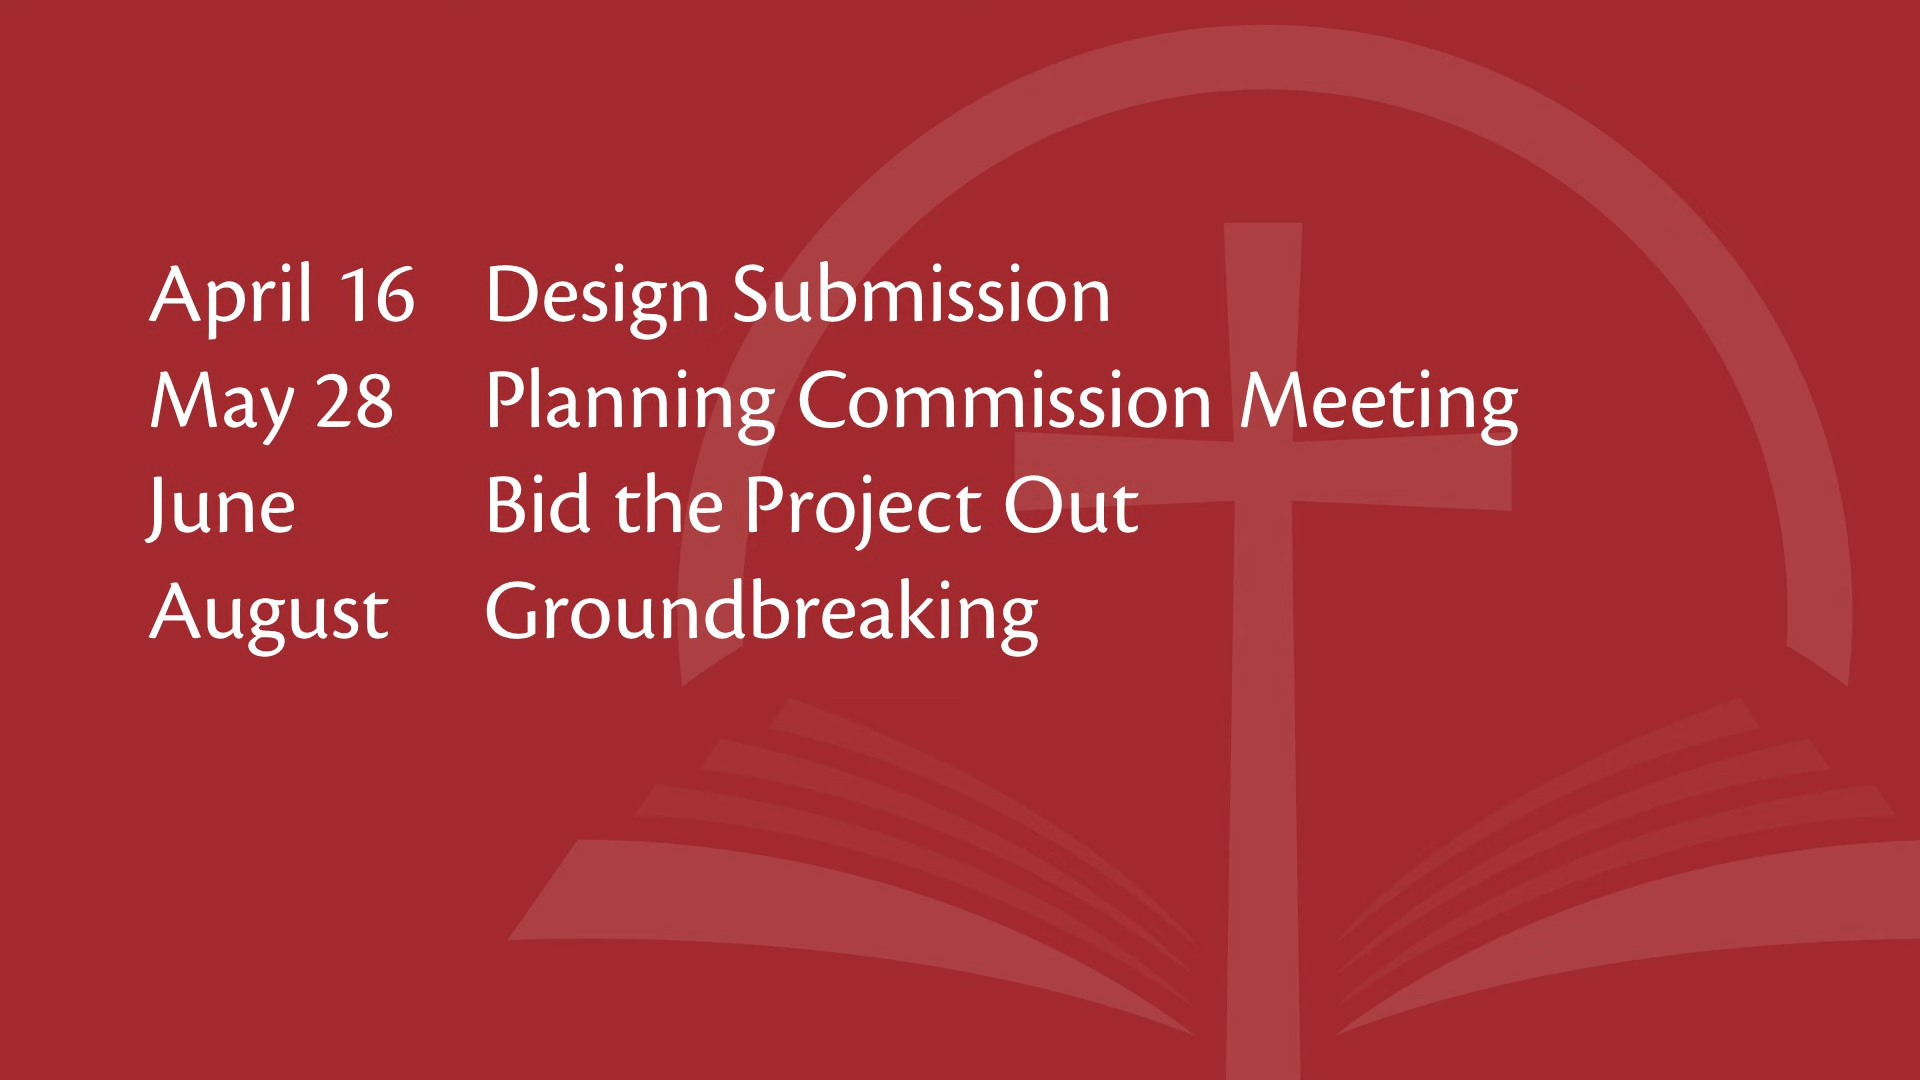 April 16 Design Submission
May 28 Planning Commission Meeting
June Bid the Project Out
August Groundbreaking